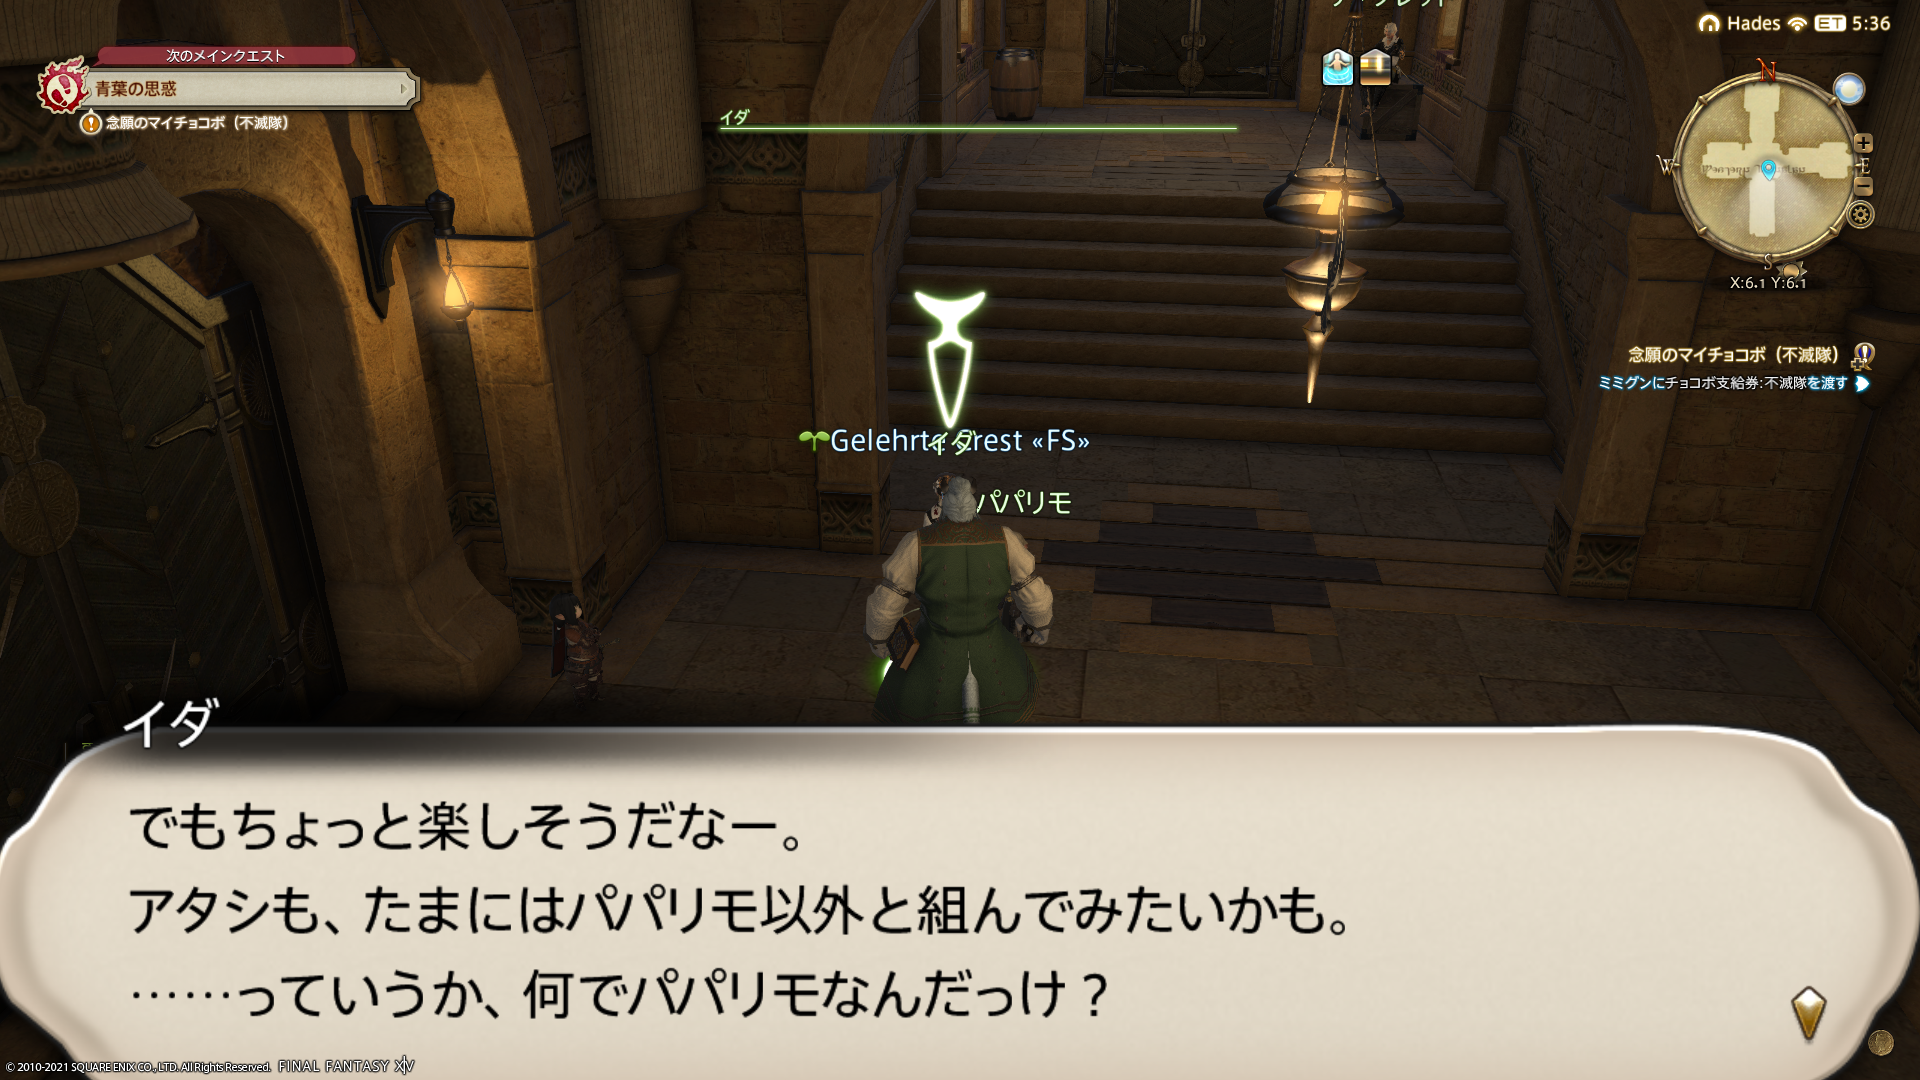 次のメインクエスト
青葉の思惑
念願のマイチョコボ（不滅隊）
イダ
Hades ET 5:36
N
W
E
S
X:6.1 Y:6.1
念願のマイチョコボ（不滅隊）
ミミグンにチョコボ支給券:不滅隊を渡す
Gelehrte Crest «FS»
イダ
パパリモ
イダ
でもちょっと楽しそうだなー。
アタシも、たまにはパパリモ以外と組んでみたいかも。
……っていうか、何でパパリモなんだっけ？
© 2010-2021 SQUARE ENIX CO., LTD. All Rights Reserved. FINAL FANTASY XIV